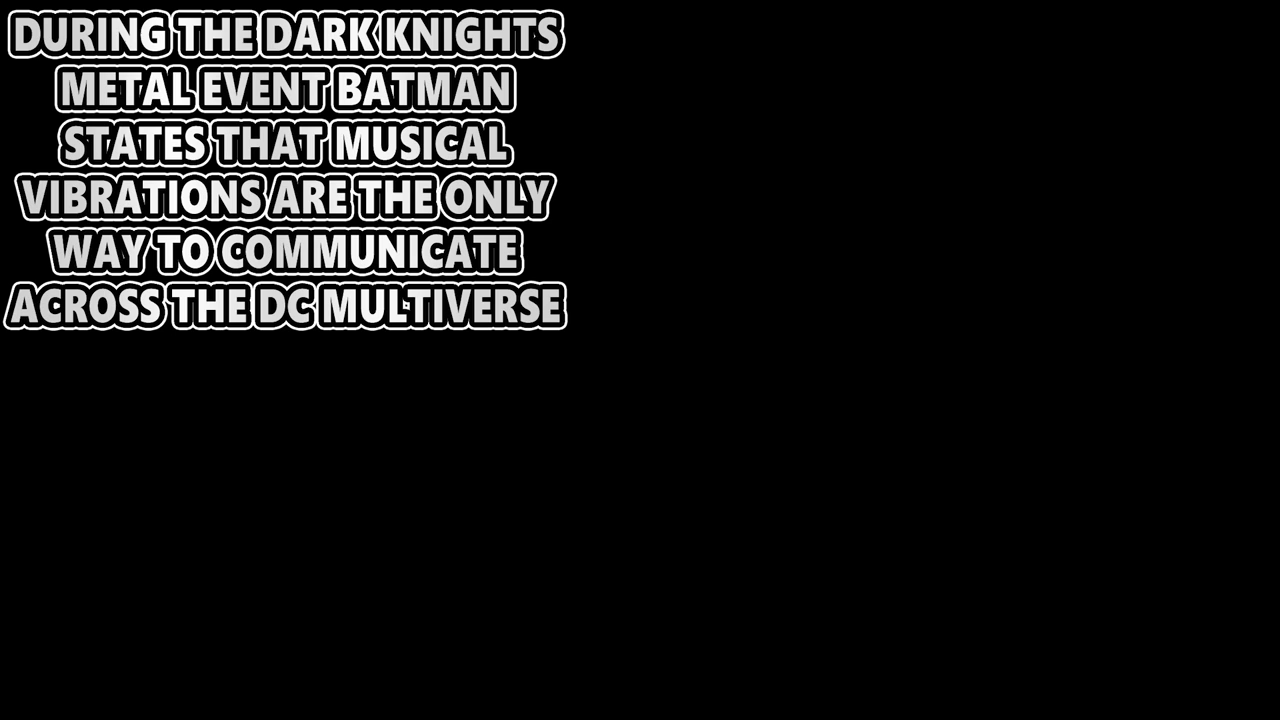 DURING THE DARK KNIGHTS
METAL EVENT BATMAN
STATES THAT MUSICAL
VIBRATIONS ARE THE ONLY
WAY TO COMMUNICATE
ACROSS THE DC MULTIVERSE